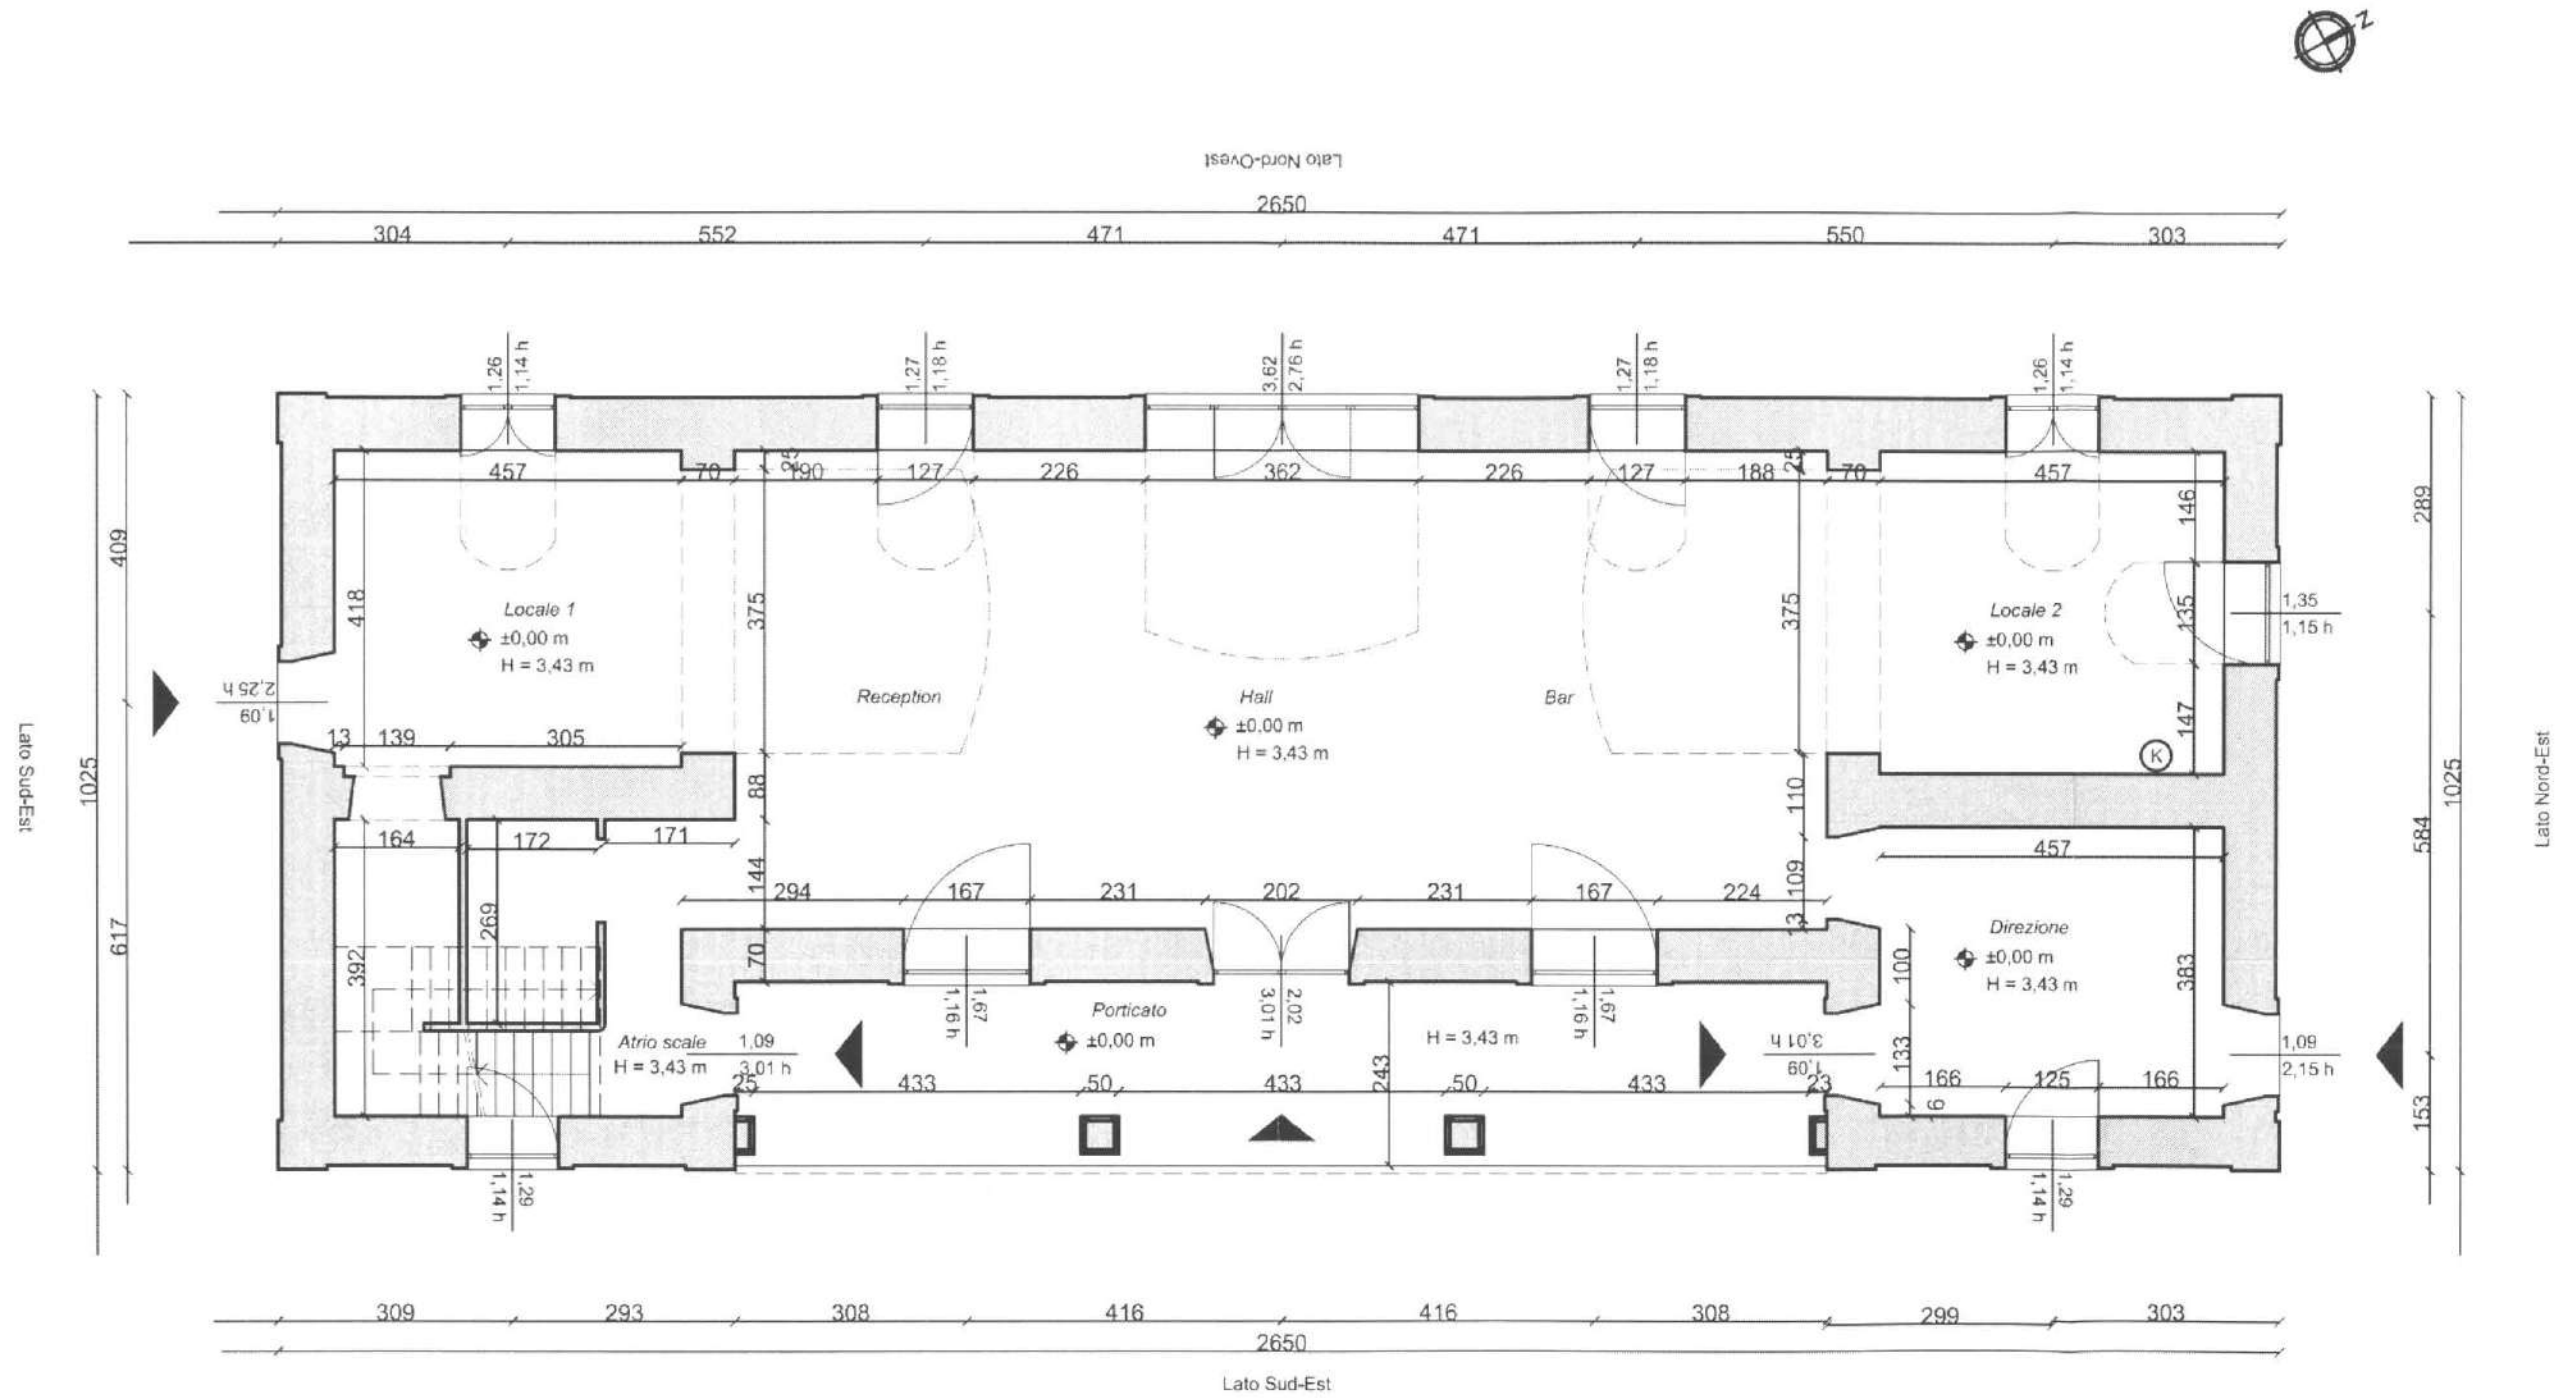 N
Lato Nord-Ovest
2650
304 552 471 471 550 303
1,26
1,14 h
1,27
1,18 h
3,62
2,76 h
1,27
1,18 h
1,26
1,14 h
25 25
457 70 190 127 226 362 226 127 188 70 457
146
289
409
418
375
375
135
1,35
1,15 h
Locale 1
±0,00 m
H = 3,43 m
Locale 2
±0,00 m
H = 3,43 m
Reception
Hall
±0,00 m
H = 3,43 m
Bar
2,25 h
1,09
147
K
13 139 305
Lato Sud-Est
1025
88
110
1025
Lato Nord-Est
164 172 171
457
584
144
109
294 167 231 202 231 167 224
13
617
269
392
70
100
383
Direzione
±0,00 m
H = 3,43 m
1,16 h
1,67
3,01 h
2,02
1,16 h
1,67
Porticato
±0,00 m
H = 3,43 m
Atrio scale
H = 3,43 m
1,09
3,01 h
3,01 h
1,09
133
1,09
2,15 h
243
25 433 50 433 50 433 23
166 125 166
6
153
1,14 h
1,29
1,14 h
1,29
309 293 308 416 416 308 299 303
2650
Lato Sud-Est